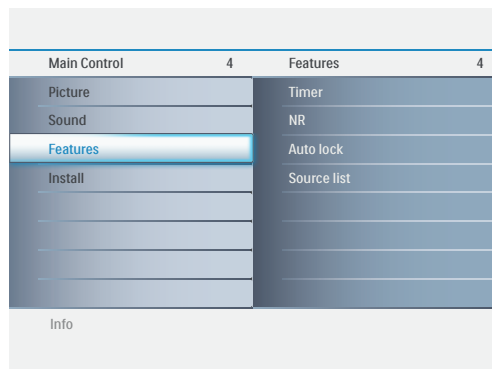 Main Control 4
Picture
Sound
Features
Install
Info
Features 4
Timer
NR
Auto lock
Source list